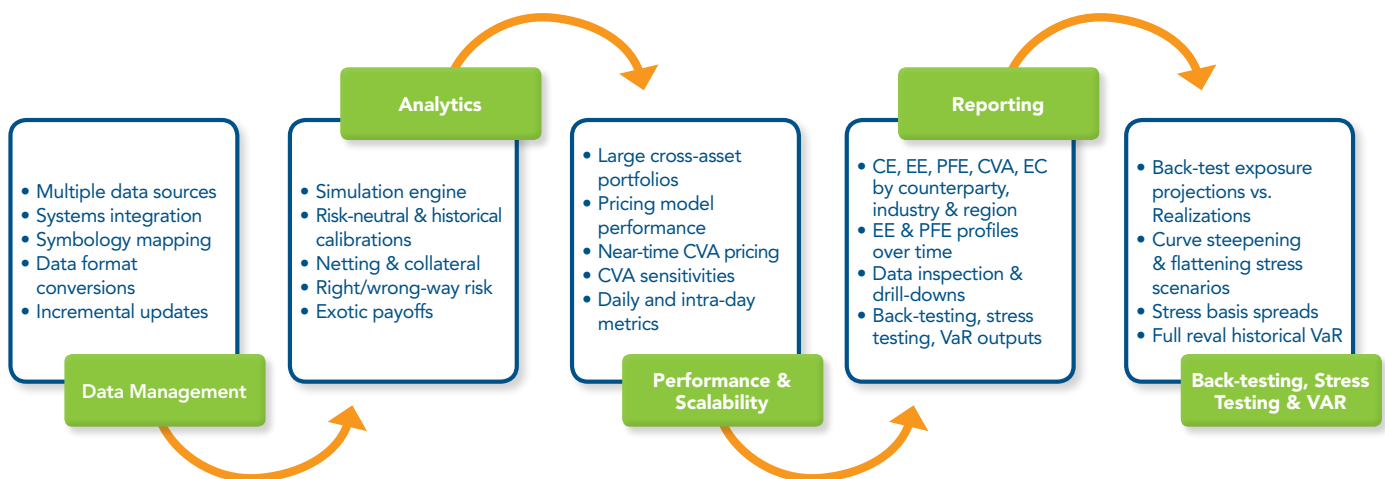 • Multiple data sources
• Systems integration
• Symbology mapping
• Data format
conversions
• Incremental updates
Data Management
Analytics
• Simulation engine
• Risk-neutral & historical
calibrations
• Netting & collateral
• Right/wrong-way risk
• Exotic payoffs
• Large cross-asset
portfolios
• Pricing model
performance
• Near-time CVA pricing
• CVA sensitivities
• Daily and intra-day
metrics
Performance &
Scalability
Reporting
• CE, EE, PFE, CVA, EC
by counterparty,
industry & region
• EE & PFE profiles
over time
• Data inspection &
drill-downs
• Back-testing, stress
testing, VaR outputs
• Back-test exposure
projections vs.
Realizations
• Curve steepening
& flattening stress
scenarios
• Stress basis spreads
• Full reval historical VaR
Back-testing, Stress
Testing & VAR